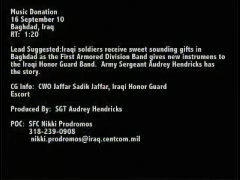 Music Donation
16 September 10
Baghdad, Iraq
RT: 1:20
Lead Suggested:Iraqi soldiers receive sweet sounding gifts in
Baghdad as the First Armored Division Band gives new instrumens to
the Iraqi Honor Guard Band. Army Sergeant Audrey Hendricks has
the story.
CG Info: CWO Jaffar Sadik Jaffar, Iraqi Honor Guard
Escort
Produced By: SGT Audrey Hendricks
POC: SFC Nikki Prodromos
318-239-0908
nikki.prodromos@iraq.centcom.mil